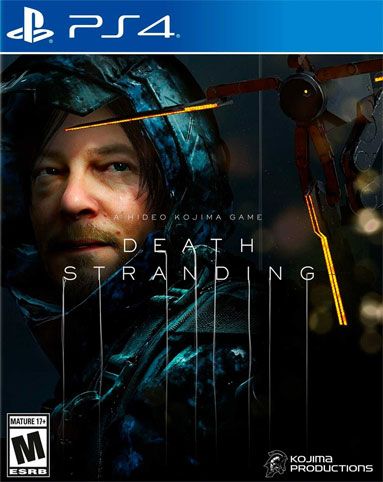 PS4
A HIDEO KOJIMA GAME
DEATH
STRANDING
MATURE 17+
M
ESRB
KOJIMA
PRODUCTIONS